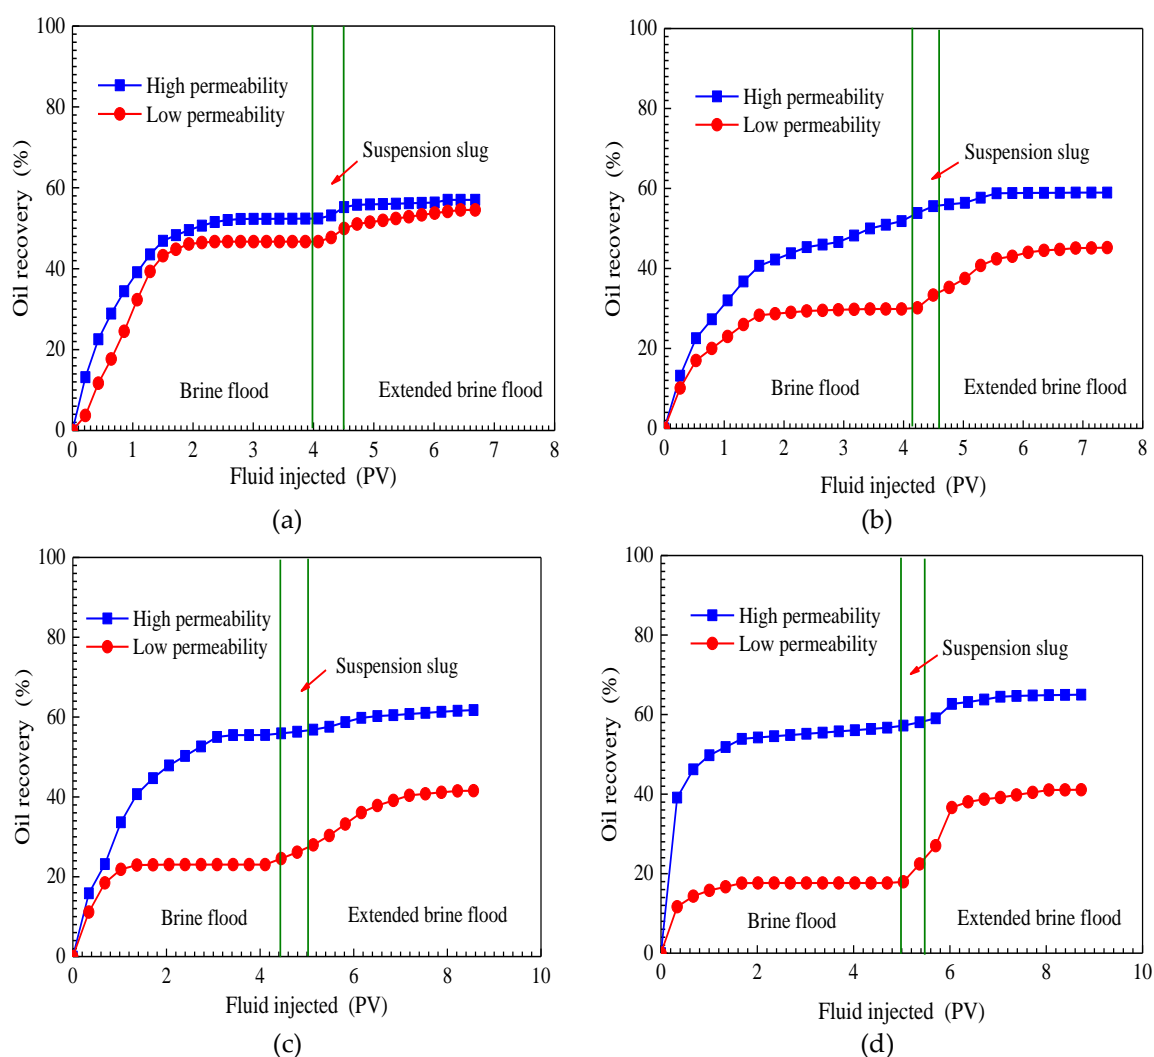 100
80
60
40
20
0
Oil recovery (%)
High permeability
Low permeability
Suspension slug
Brine flood
Extended brine flood
0 1 2 3 4 5 6 7 8
Fluid injected (PV)
(a)
100
80
60
40
20
0
Oil recovery (%)
High permeability
Low permeability
Suspension slug
Brine flood
Extended brine flood
0 1 2 3 4 5 6 7 8
Fluid injected (PV)
(b)
100
80
60
40
20
0
Oil recovery (%)
High permeability
Low permeability
Suspension slug
Brine flood
Extended brine flood
0 2 4 6 8 10
Fluid injected (PV)
(c)
100
80
60
40
20
0
Oil recovery (%)
High permeability
Low permeability
Suspension slug
Brine flood
Extended brine flood
0 2 4 6 8 10
Fluid injected (PV)
(d)